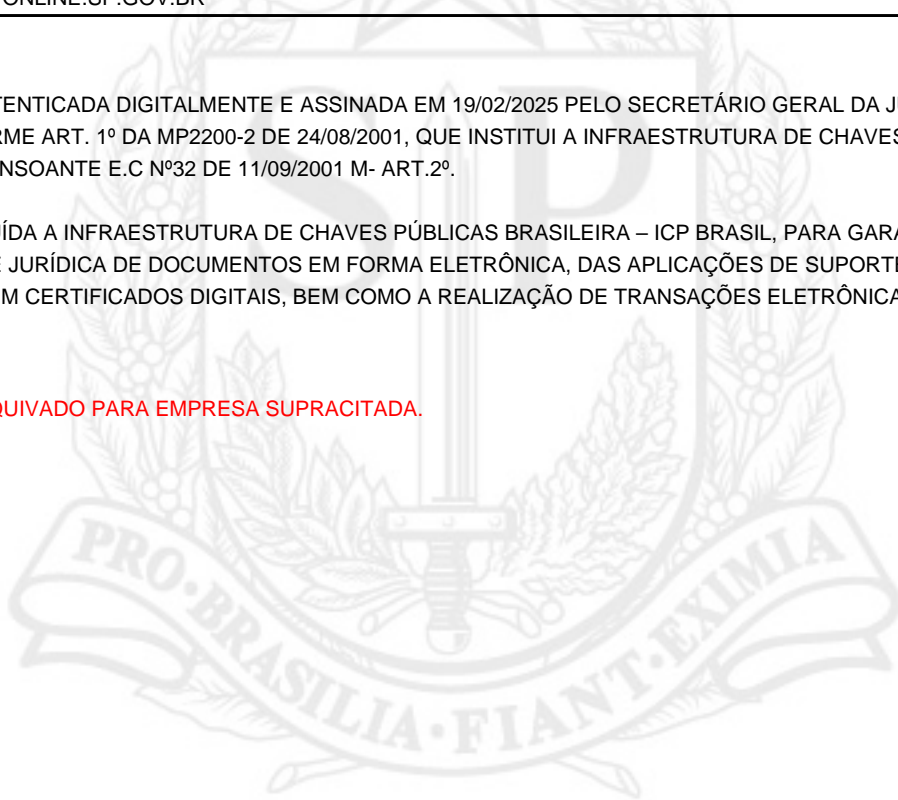 ONLINE.SP.GOV.BR
TENTICADA DIGITALMENTE E ASSINADA EM 19/02/2025 PELO SECRETÁRIO GERAL DA J
RME ART. 1º DA MP2200-2 DE 24/08/2001, QUE INSTITUI A INFRAESTRUTURA DE CHAVES
NSOANTE E.C Nº32 DE 11/09/2001 M- ART.2º.
ÍDA A INFRAESTRUTURA DE CHAVES PÚBLICAS BRASILEIRA – ICP BRASIL, PARA GARA
E JURÍDICA DE DOCUMENTOS EM FORMA ELETRÔNICA, DAS APLICAÇÕES DE SUPORTE
M CERTIFICADOS DIGITAIS, BEM COMO A REALIZAÇÃO DE TRANSAÇÕES ELETRÔNICA
QUIVADO PARA EMPRESA SUPRACITADA.
SP
PRO·BRASILIA·FIANT·EXIMIA